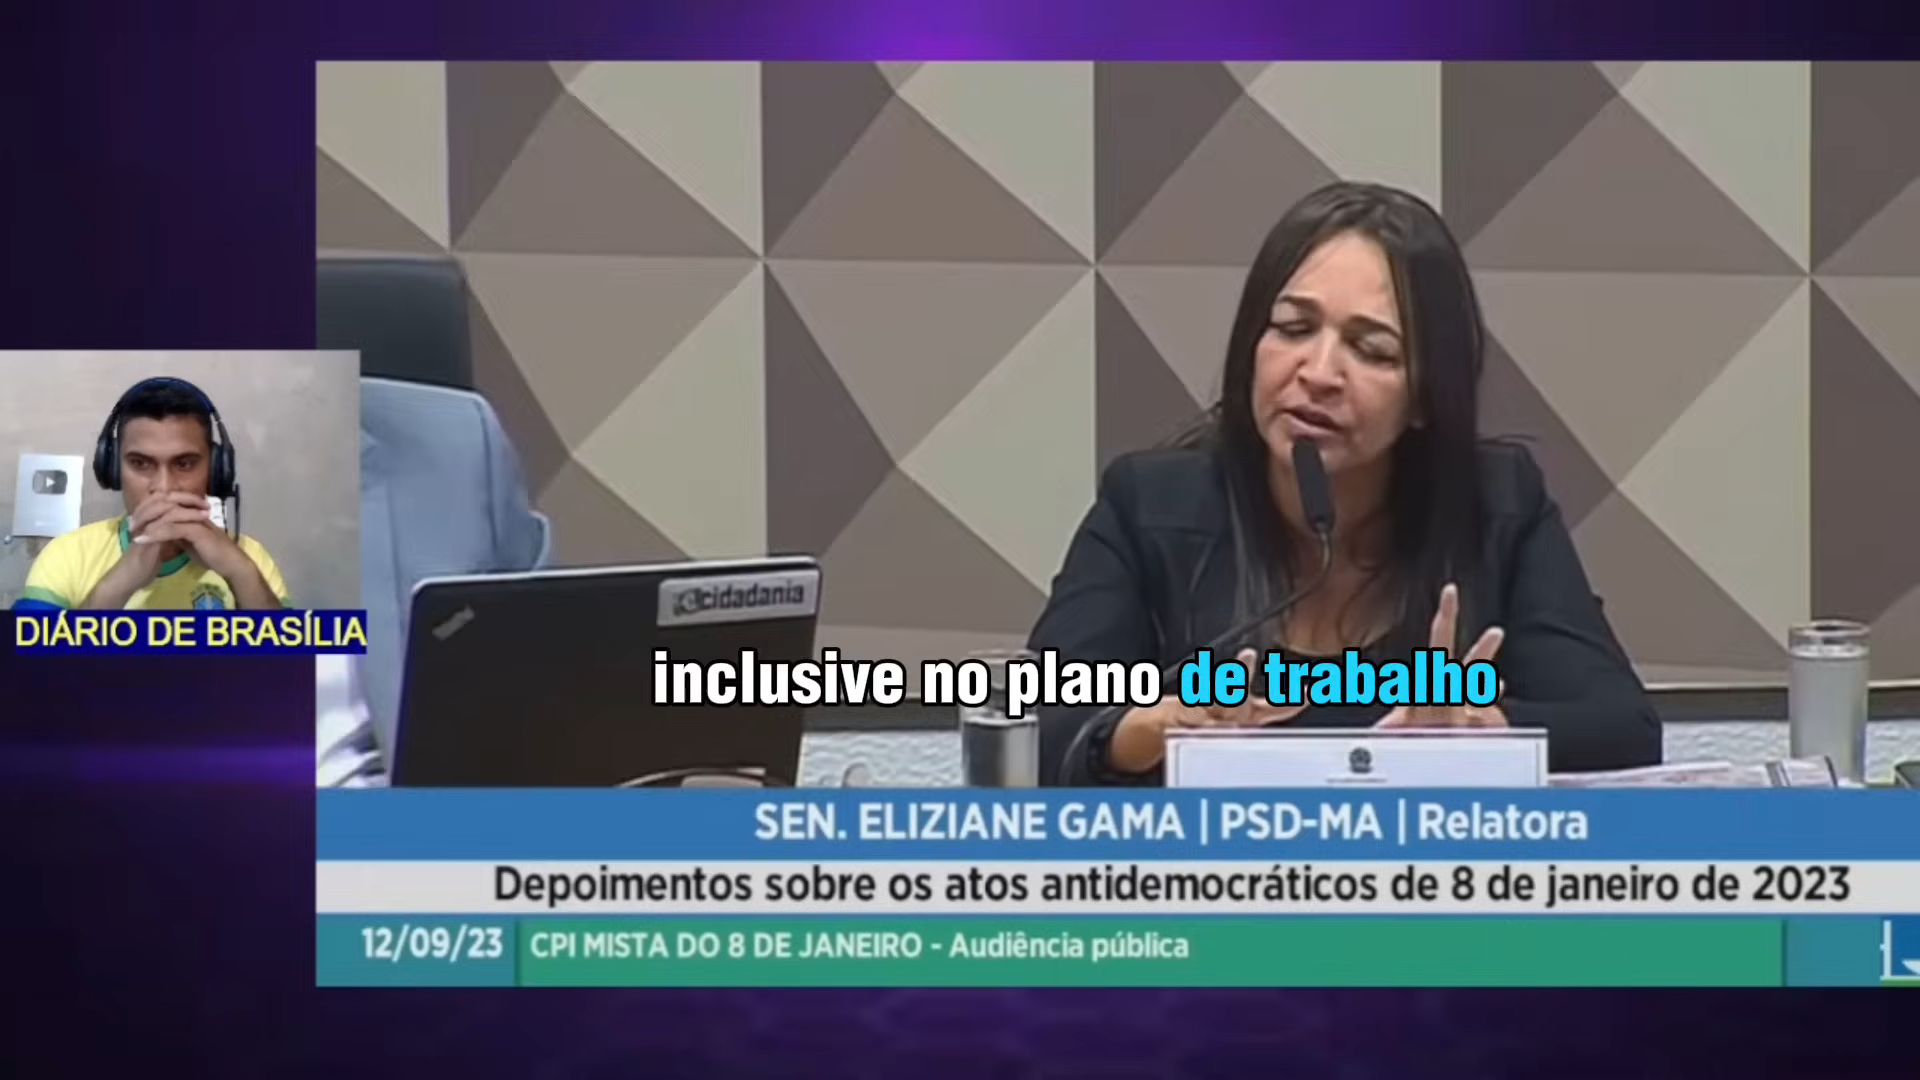 cidadania
DIÁRIO DE BRASÍLIA
inclusive no plano de trabalho
SEN. ELIZIANE GAMA | PSD-MA | Relatora
Depoimentos sobre os atos antidemocráticos de 8 de janeiro de 2023
12/09/23 CPI MISTA DO 8 DE JANEIRO - Audiência pública